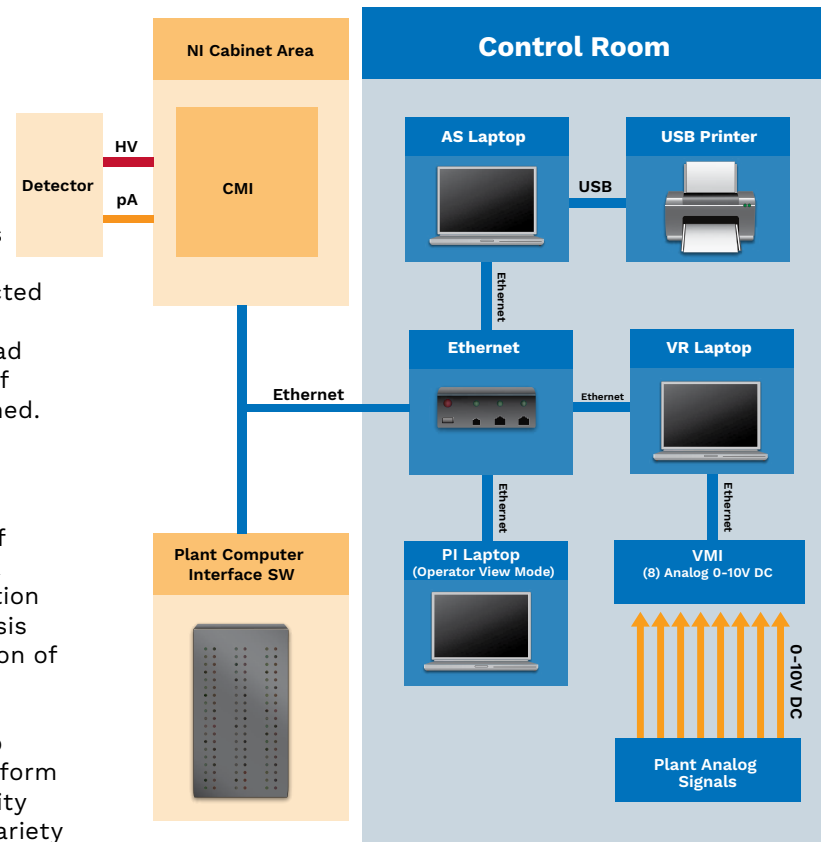 s
cted
ad
f
ned.
f
tion
sis
on of
o
form
ity
ariety
NI Cabinet Area
Control Room
Detector
HV
pA
CMI
AS Laptop
USB
USB Printer
Ethernet
Ethernet
Ethernet
Ethernet
VR Laptop
Ethernet
Ethernet
Plant Computer
Interface SW
PI Laptop
(Operator View Mode)
VMI
(8) Analog 0-10V DC
0-10V DC
Plant Analog
Signals